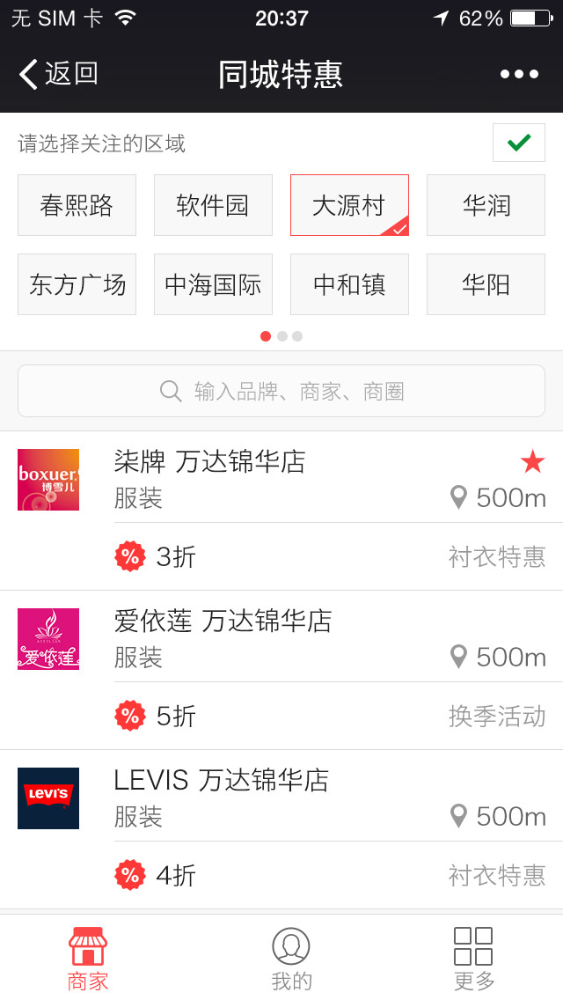 无 SIM 卡 20:37 62%
返回 同城特惠
请选择关注的区域
春熙路 软件园 大源村 华润
东方广场 中海国际 中和镇 华阳
输入品牌、商家、商圈
boxuer.
博雪儿
柒牌 万达锦华店
服装 500m
% 3折 衬衣特惠
AIYILIAN
爱依莲
爱依莲 万达锦华店
服装 500m
% 5折 换季活动
LEVI'S
LEVIS 万达锦华店
服装 500m
% 4折 衬衣特惠
商家 我的 更多